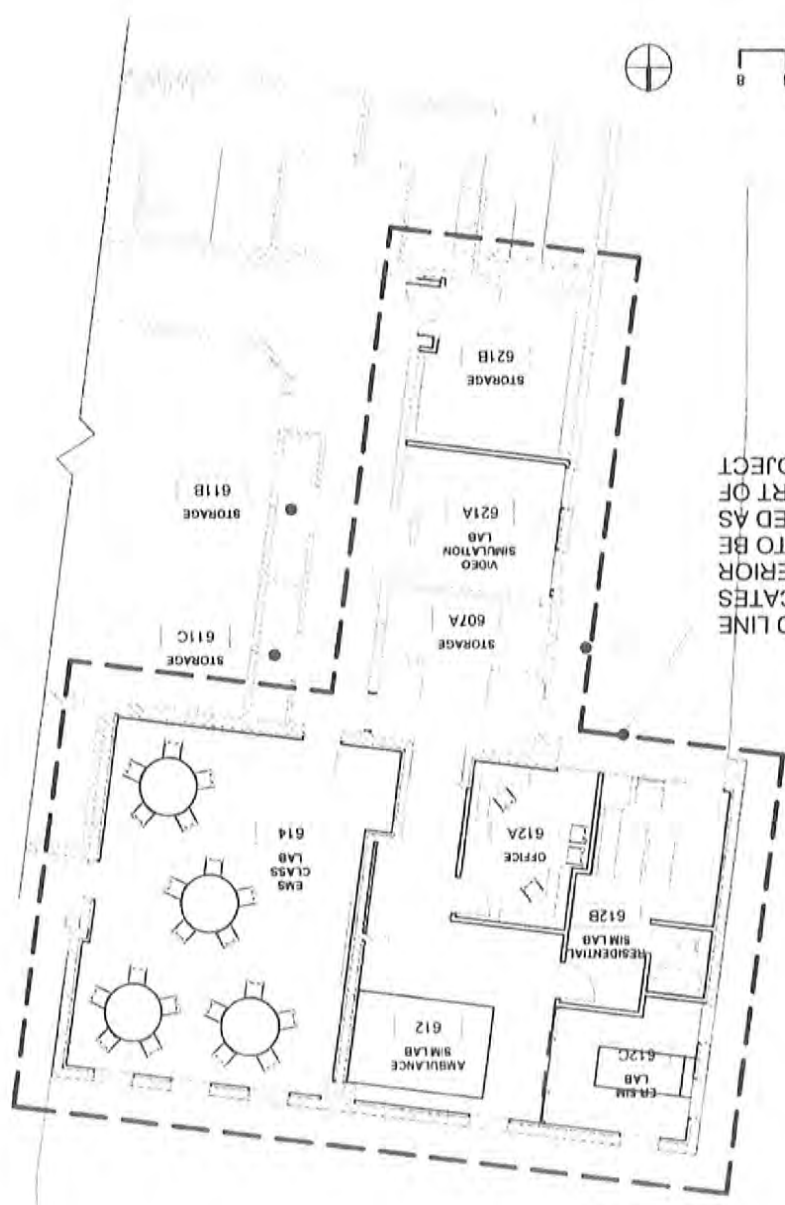 ER SIM
LAB
612C
AMBULANCE
SIM LAB
612
RESIDENTIAL
SIM LAB
612B
EMS
CLASS
LAB
614
OFFICE
612A
STORAGE
611C
STORAGE
607A
D LINE
CATES
ERIOR
TO BE
ED AS
RT OF
OJECT
VIDEO
SIMULATION
LAB
621A
STORAGE
611B
STORAGE
621B
8